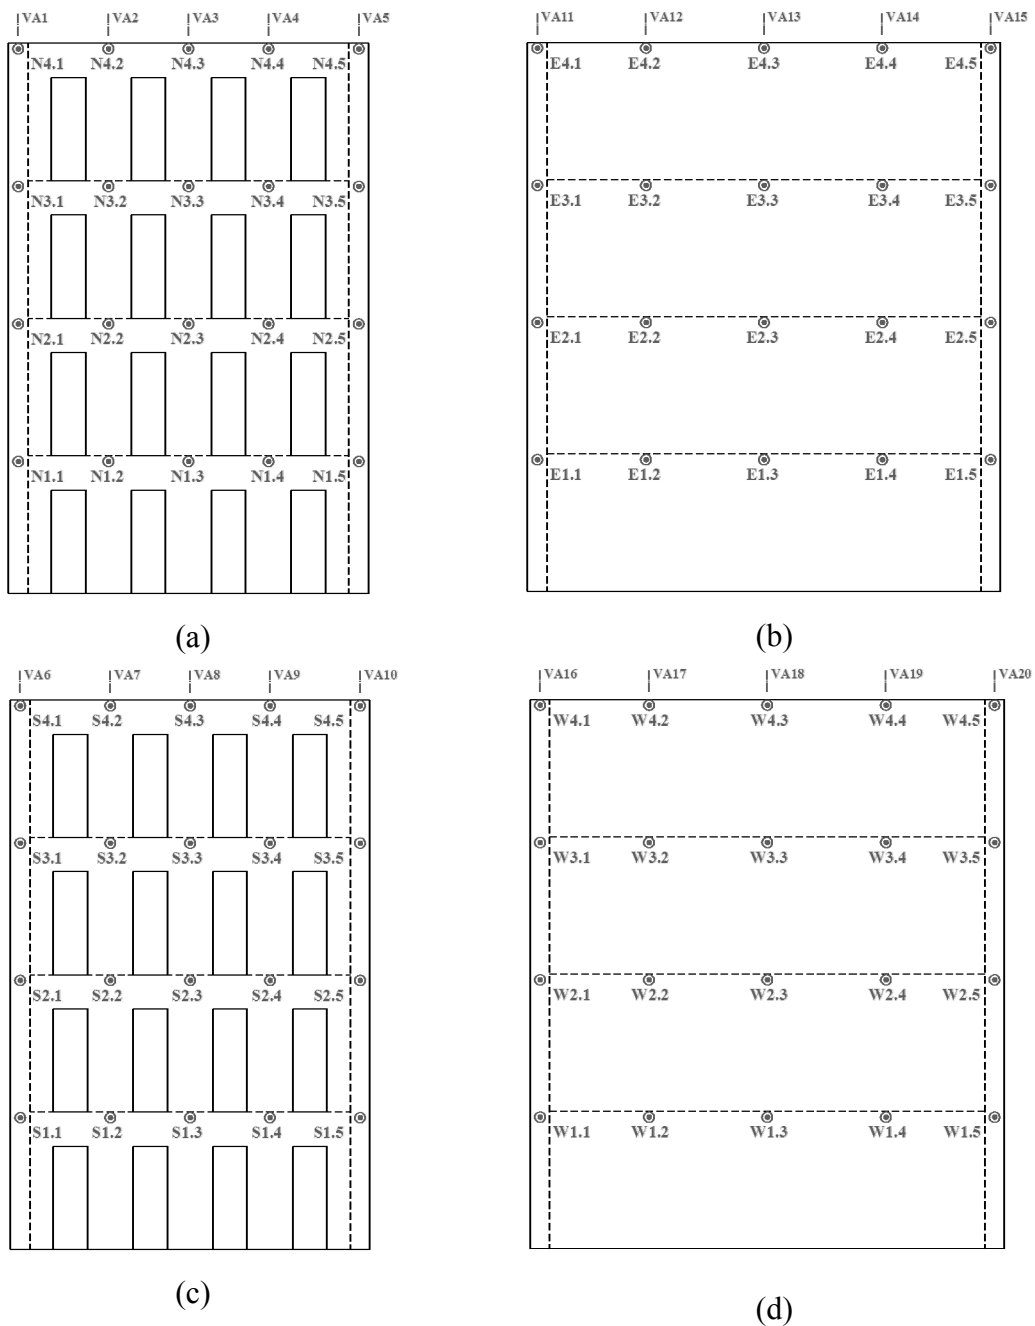 VA1 VA2 VA3 VA4 VA5
N4.1 N4.2 N4.3 N4.4 N4.5
N3.1 N3.2 N3.3 N3.4 N3.5
N2.1 N2.2 N2.3 N2.4 N2.5
N1.1 N1.2 N1.3 N1.4 N1.5
(a)
VA11 VA12 VA13 VA14 VA15
E4.1 E4.2 E4.3 E4.4 E4.5
E3.1 E3.2 E3.3 E3.4 E3.5
E2.1 E2.2 E2.3 E2.4 E2.5
E1.1 E1.2 E1.3 E1.4 E1.5
(b)
VA6 VA7 VA8 VA9 VA10
S4.1 S4.2 S4.3 S4.4 S4.5
S3.1 S3.2 S3.3 S3.4 S3.5
S2.1 S2.2 S2.3 S2.4 S2.5
S1.1 S1.2 S1.3 S1.4 S1.5
(c)
VA16 VA17 VA18 VA19 VA20
W4.1 W4.2 W4.3 W4.4 W4.5
W3.1 W3.2 W3.3 W3.4 W3.5
W2.1 W2.2 W2.3 W2.4 W2.5
W1.1 W1.2 W1.3 W1.4 W1.5
(d)